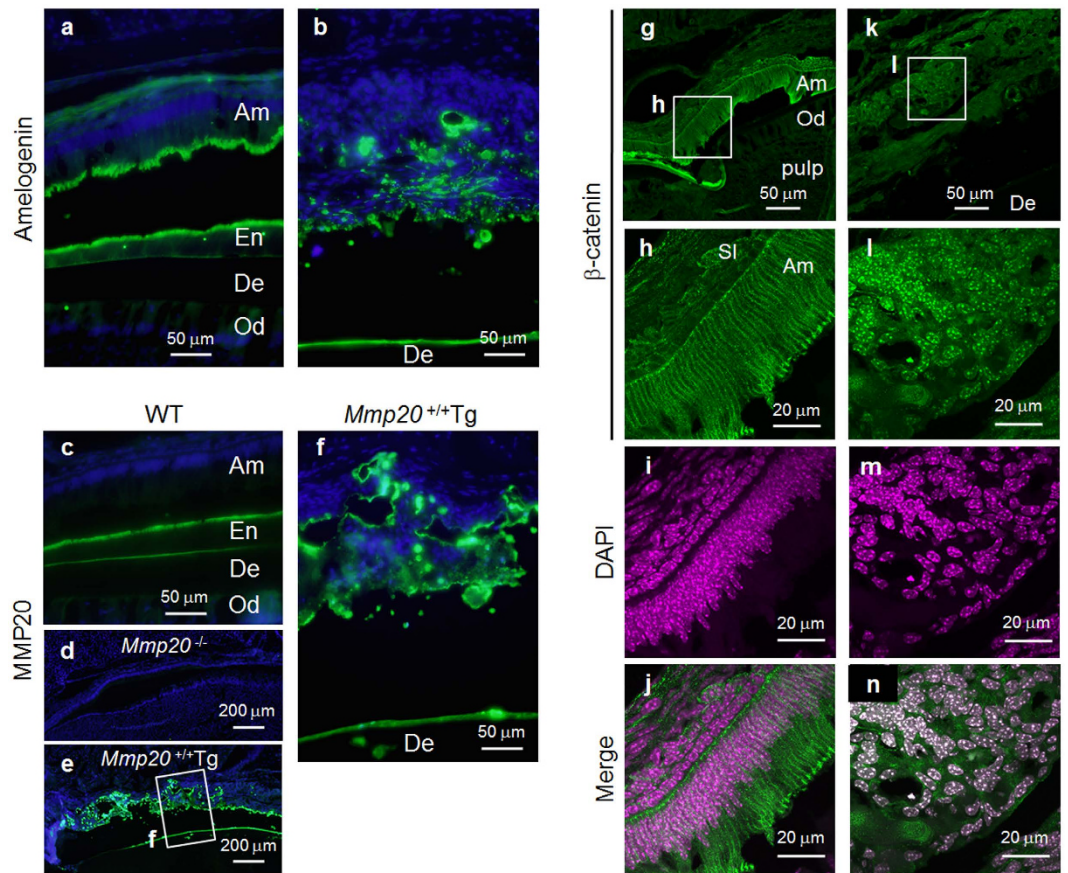 a
Am
En
De
Od
50 µm
b
De
50 µm
Amelogenin
WT
Mmp20 +/+Tg
c
Am
En
De
Od
50 µm
d
Mmp20 -/-
200 µm
e
Mmp20 +/+Tg
f
200 µm
f
De
50 µm
MMP20
g
h
Am
Od
pulp
50 µm
k
l
De
50 µm
β-catenin
h
Sl
Am
20 µm
l
20 µm
DAPI
i
20 µm
m
20 µm
Merge
j
20 µm
n
20 µm